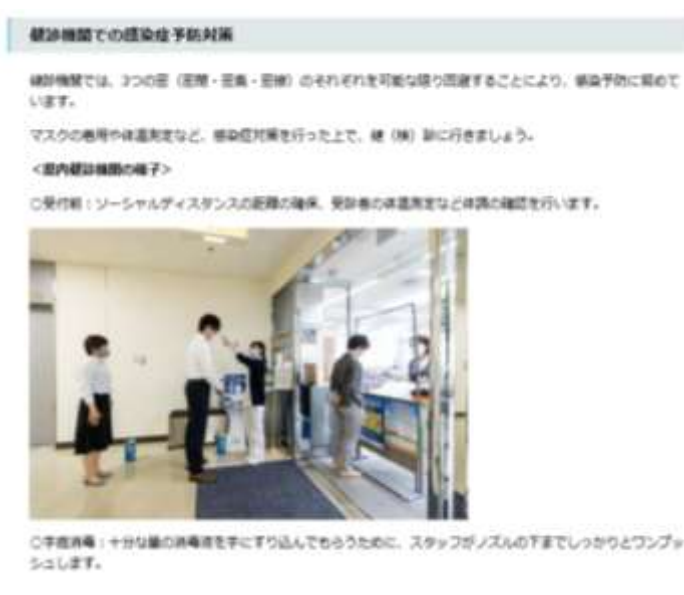 健診機関での感染症予防対策
健診機関では、3つの密(密閉・密集・密接)のそれぞれを可能な限り回避することにより、感染予防に努めて
います。
マスクの着用や体温測定など、感染症対策を行った上で、健(検)診に行きましょう。
<県内健診機関の様子>
○受付前:ソーシャルディスタンスの距離の確保、受診者の体温測定など体調の確認を行います。
○手指消毒:十分な量の消毒液を手にすり込んでもらうために、スタッフがノズルの下までしっかりとワンプッ
シュします。